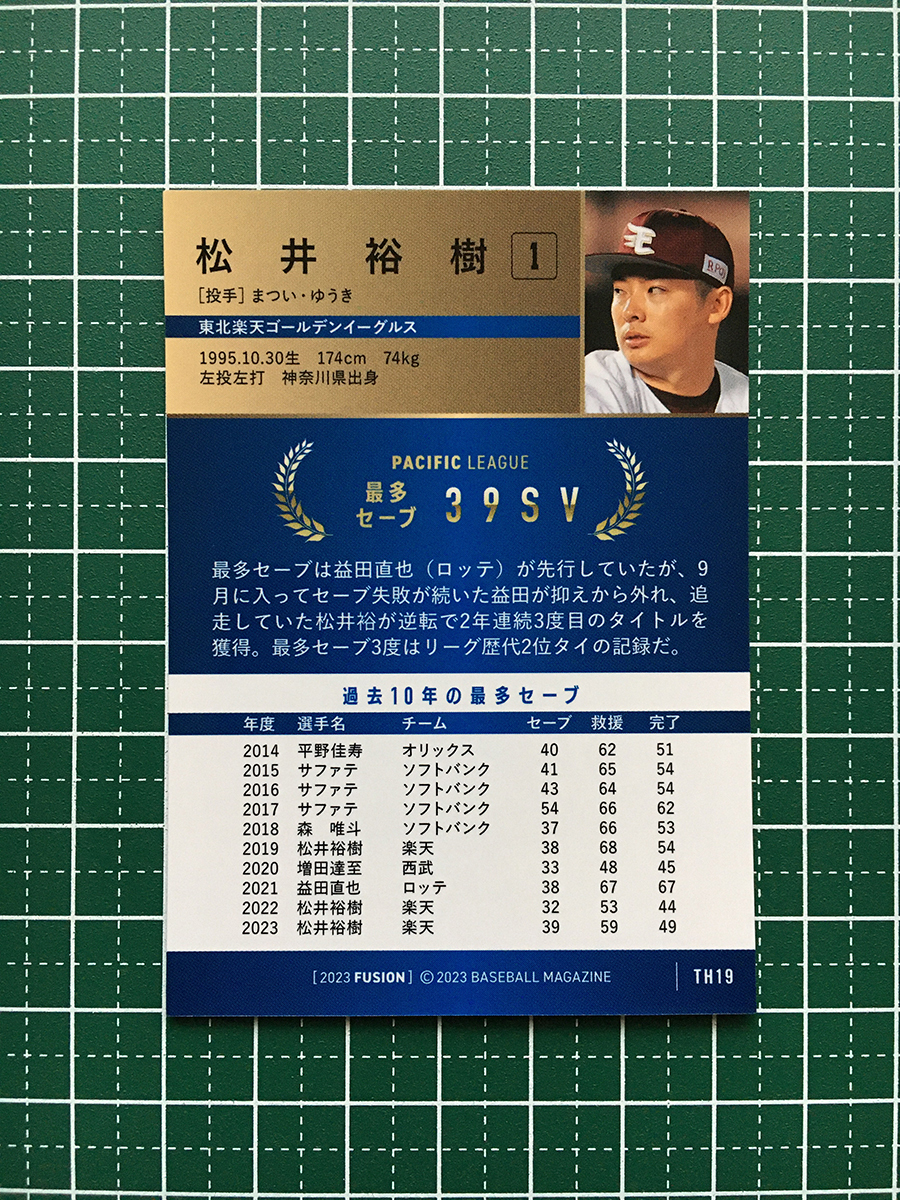 松井裕樹 1
[投手] まつい・ゆうき
東北楽天ゴールデンイーグルス
1995.10.30生 174cm 74kg
左投左打 神奈川県出身
PACIFIC LEAGUE
最多セーブ 39SV
最多セーブは益田直也（ロッテ）が先行していたが、9
月に入ってセーブ失敗が続いた益田が抑えから外れ、追
走していた松井裕が逆転で2年連続3度目のタイトルを
獲得。最多セーブ3度はリーグ歴代2位タイの記録だ。
過去10年の最多セーブ
年度 選手名 チーム セーブ 救援 完了
2014 平野佳寿 オリックス 40 62 51
2015 サファテ ソフトバンク 41 65 54
2016 サファテ ソフトバンク 43 64 54
2017 サファテ ソフトバンク 54 66 62
2018 森 唯斗 ソフトバンク 37 66 53
2019 松井裕樹 楽天 38 68 54
2020 増田達至 西武 33 48 45
2021 益田直也 ロッテ 38 67 67
2022 松井裕樹 楽天 32 53 44
2023 松井裕樹 楽天 39 59 49
[2023 FUSION] ©2023 BASEBALL MAGAZINE TH19